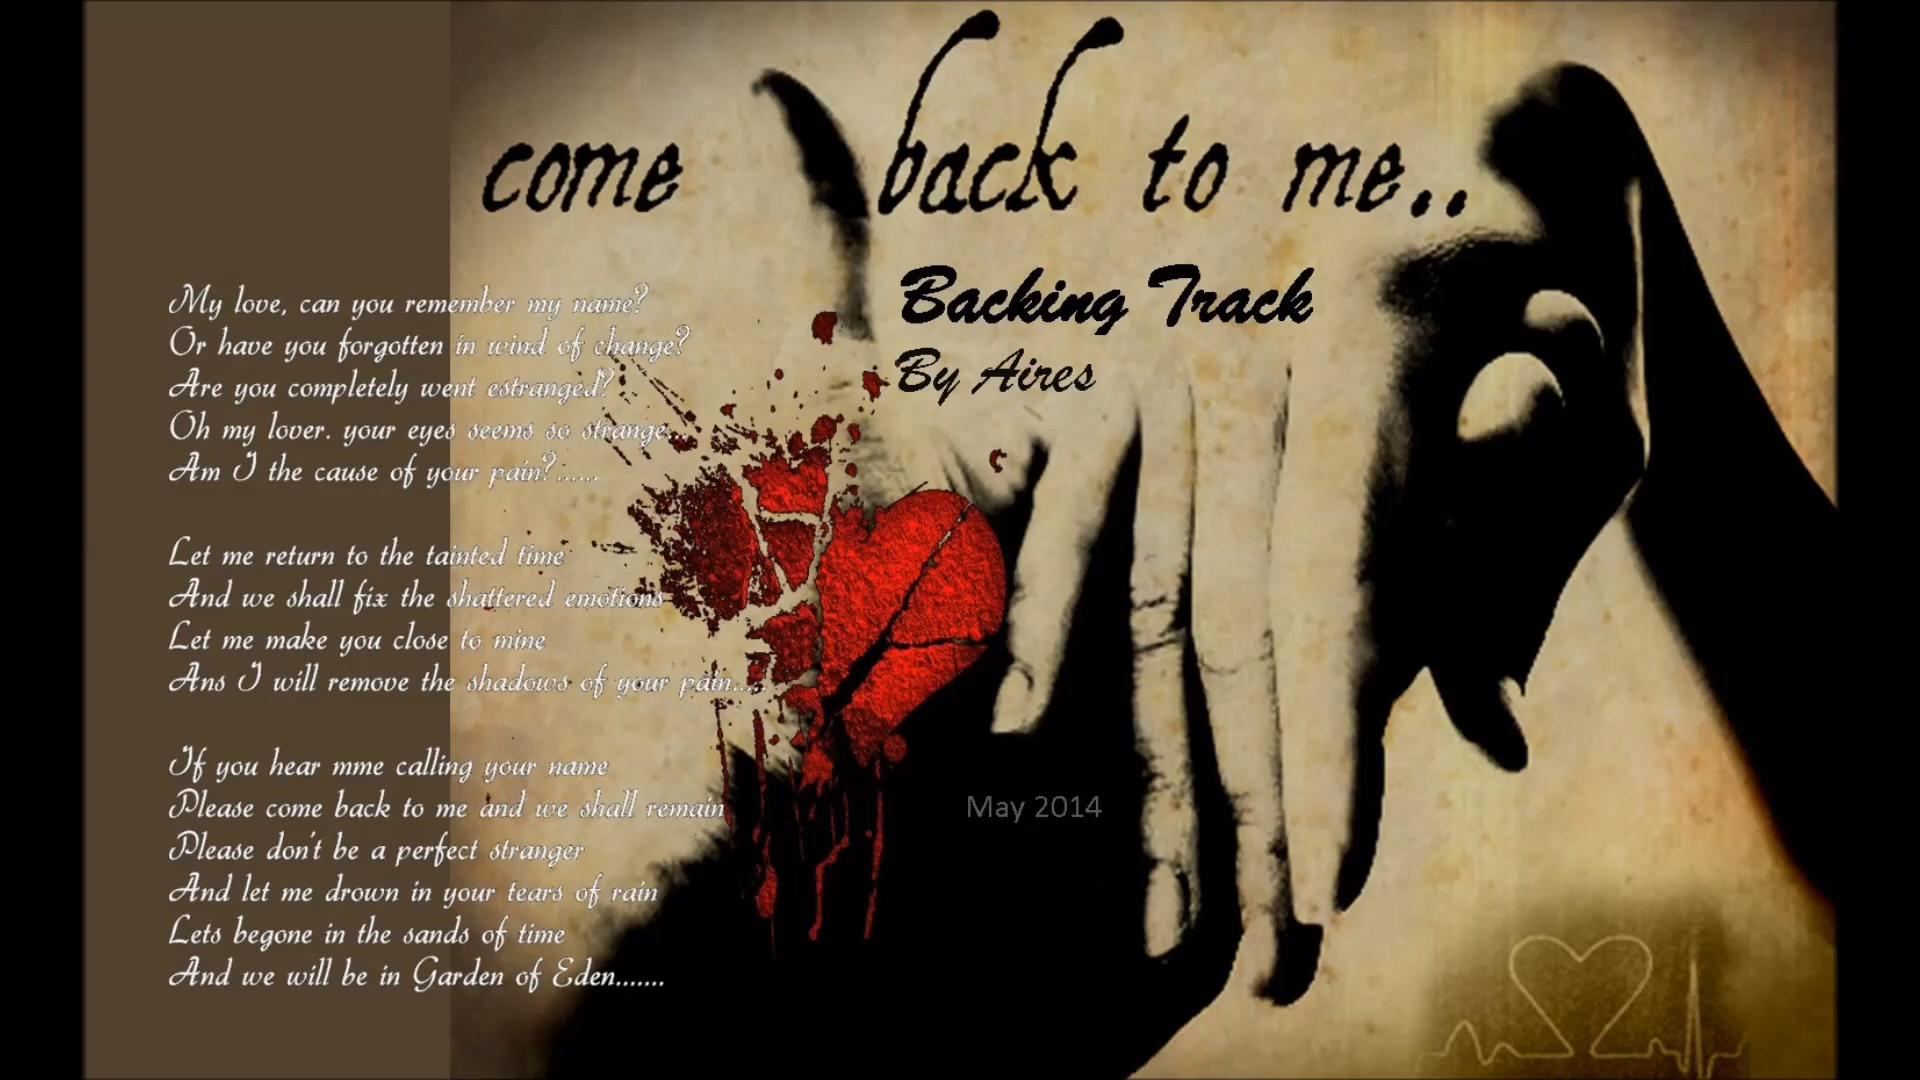 come back to me..
Backing Track
By Aires
My love, can you remember my name?
Or have you forgotten in wind of change?
Are you completely went estranged?
Oh my lover. your eyes seems so strange..
Am I the cause of your pain?......
Let me return to the tainted time
And we shall fix the shattered emotions
Let me make you close to mine
Ans I will remove the shadows of your pain.....
If you hear mme calling your name
Please come back to me and we shall remain
Please don't be a perfect stranger
And let me drown in your tears of rain
Lets begone in the sands of time
And we will be in Garden of Eden.......
May 2014